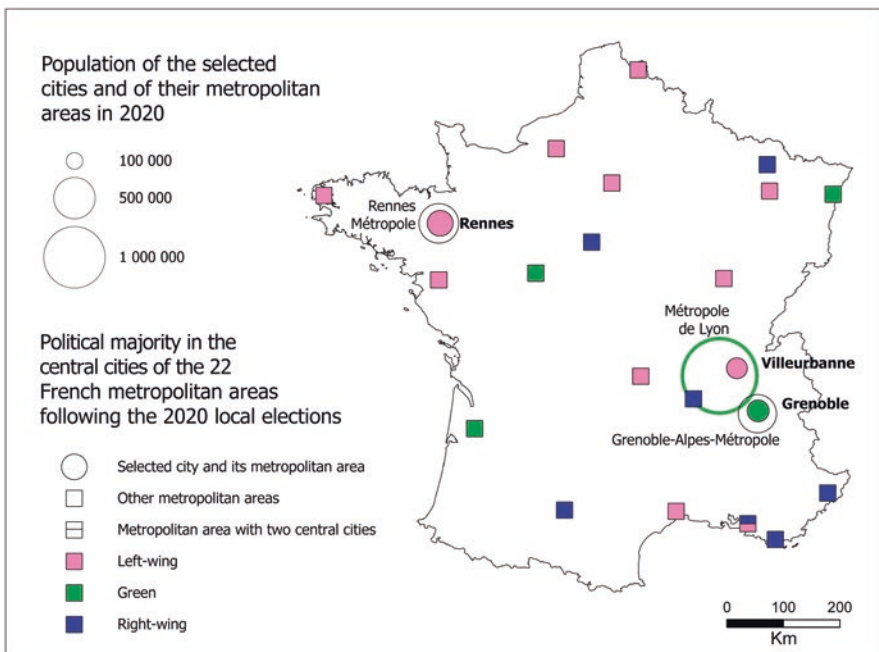 Population of the selected
cities and of their metropolitan
areas in 2020
100 000
500 000
1 000 000
Political majority in the
central cities of the 22
French metropolitan areas
following the 2020 local elections
Selected city and its metropolitan area
Other metropolitan areas
Metropolitan area with two central cities
Left-wing
Green
Right-wing
Rennes
Métropole
Rennes
Métropole
de Lyon
Villeurbanne
Grenoble
Grenoble-Alpes-Métropole
0 100 200
Km